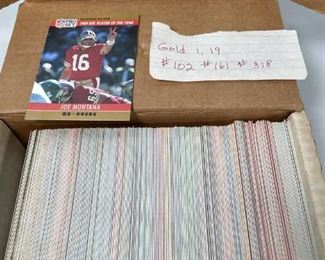 1989 NFL PLAYER OF THE YEAR
16
JOE MONTANA
QB - 49ERS
Gold 1, 19
#102 #161 #318